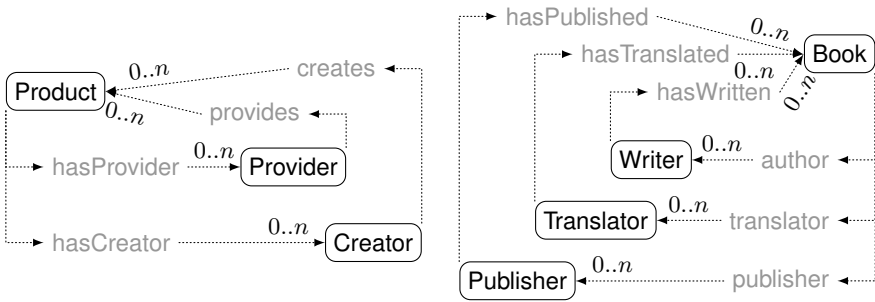 creates
0..n
Product
0..n
provides
hasProvider
0..n
Provider
hasCreator
0..n
Creator
hasPublished
0..n
hasTranslated
0..n
Book
hasWritten
0..n
Writer
0..n
author
Translator
0..n
translator
Publisher
0..n
publisher